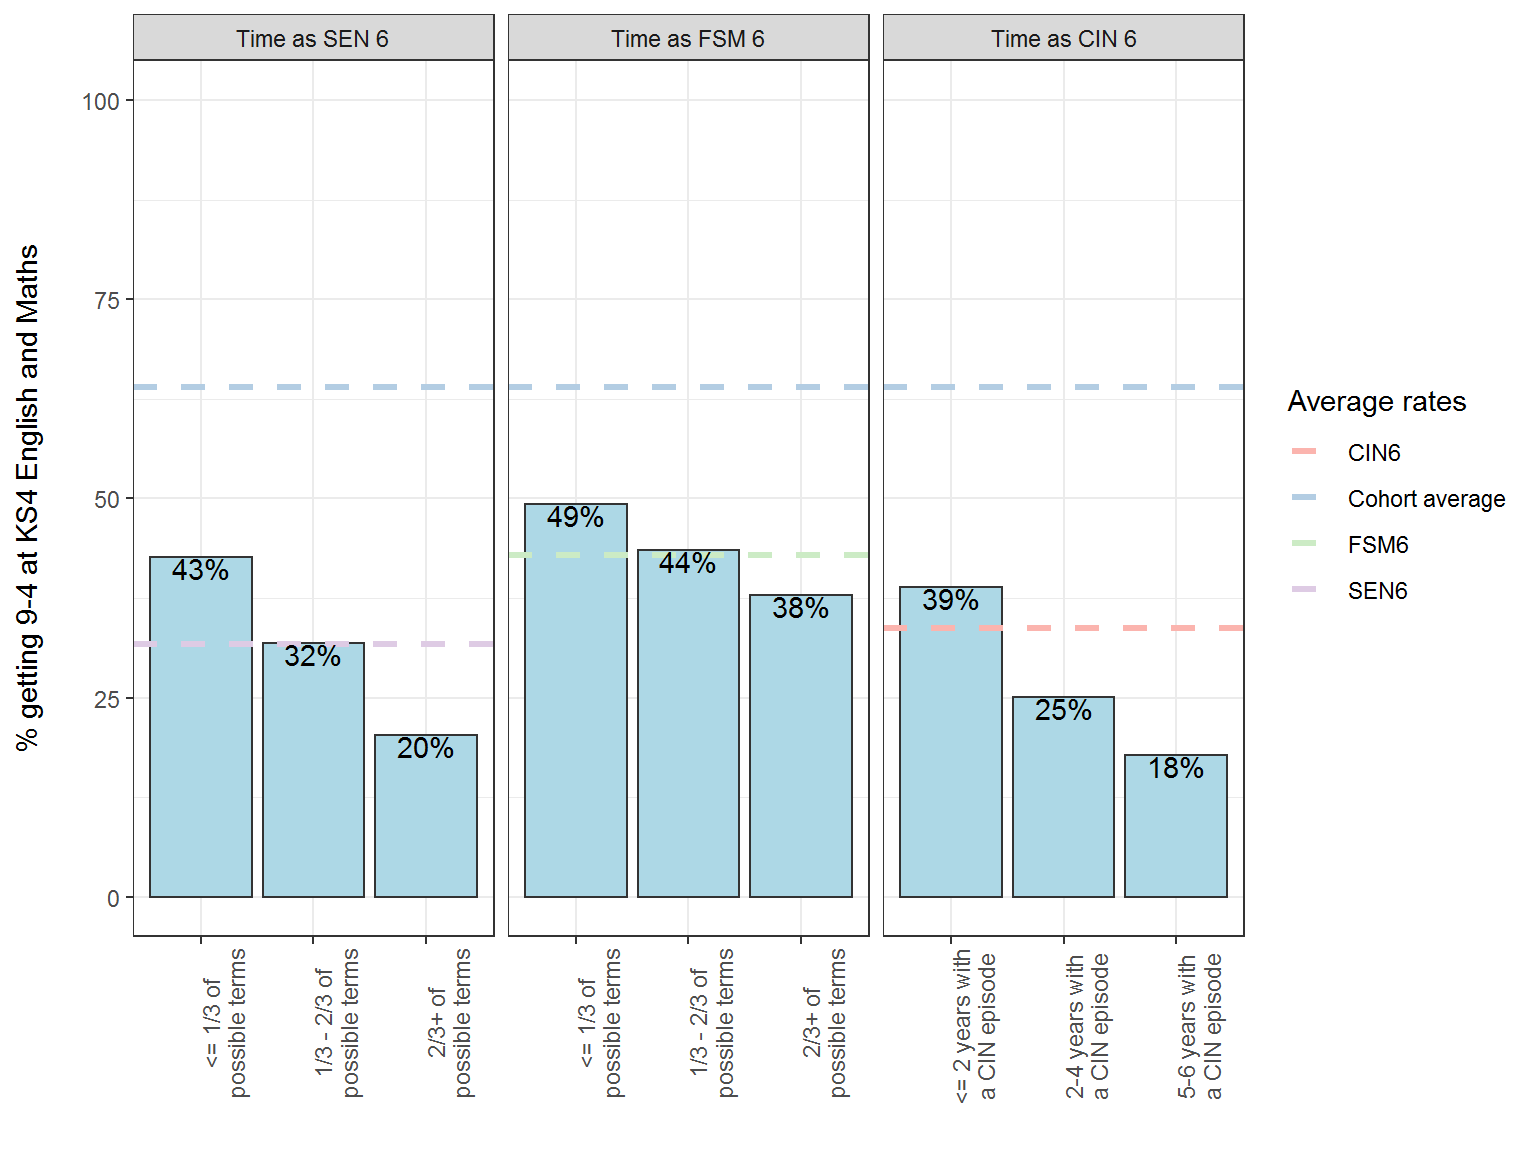 Time as SEN 6
Time as FSM 6
Time as CIN 6
% getting 9-4 at KS4 English and Maths
100
75
50
25
0
43%
32%
20%
49%
44%
38%
39%
25%
18%
<= 1/3 of
possible terms
1/3 - 2/3 of
possible terms
2/3+ of
possible terms
<= 1/3 of
possible terms
1/3 - 2/3 of
possible terms
2/3+ of
possible terms
<= 2 years with
a CIN episode
2-4 years with
a CIN episode
5-6 years with
a CIN episode
Average rates
CIN6
Cohort average
FSM6
SEN6